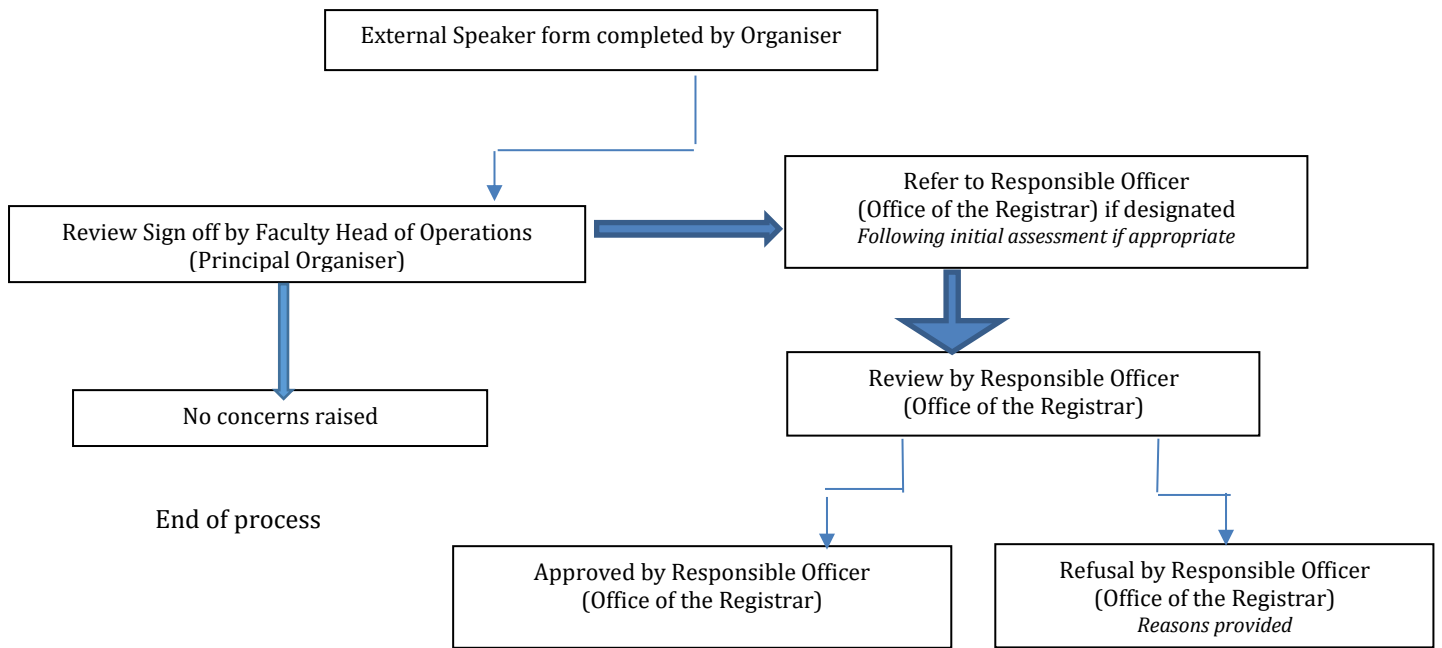 External Speaker form completed by Organiser
Refer to Responsible Officer
(Office of the Registrar) if designated
Following initial assessment if appropriate
Review Sign off by Faculty Head of Operations
(Principal Organiser)
Review by Responsible Officer
(Office of the Registrar)
No concerns raised
End of process
Approved by Responsible Officer
(Office of the Registrar)
Refusal by Responsible Officer
(Office of the Registrar)
Reasons provided